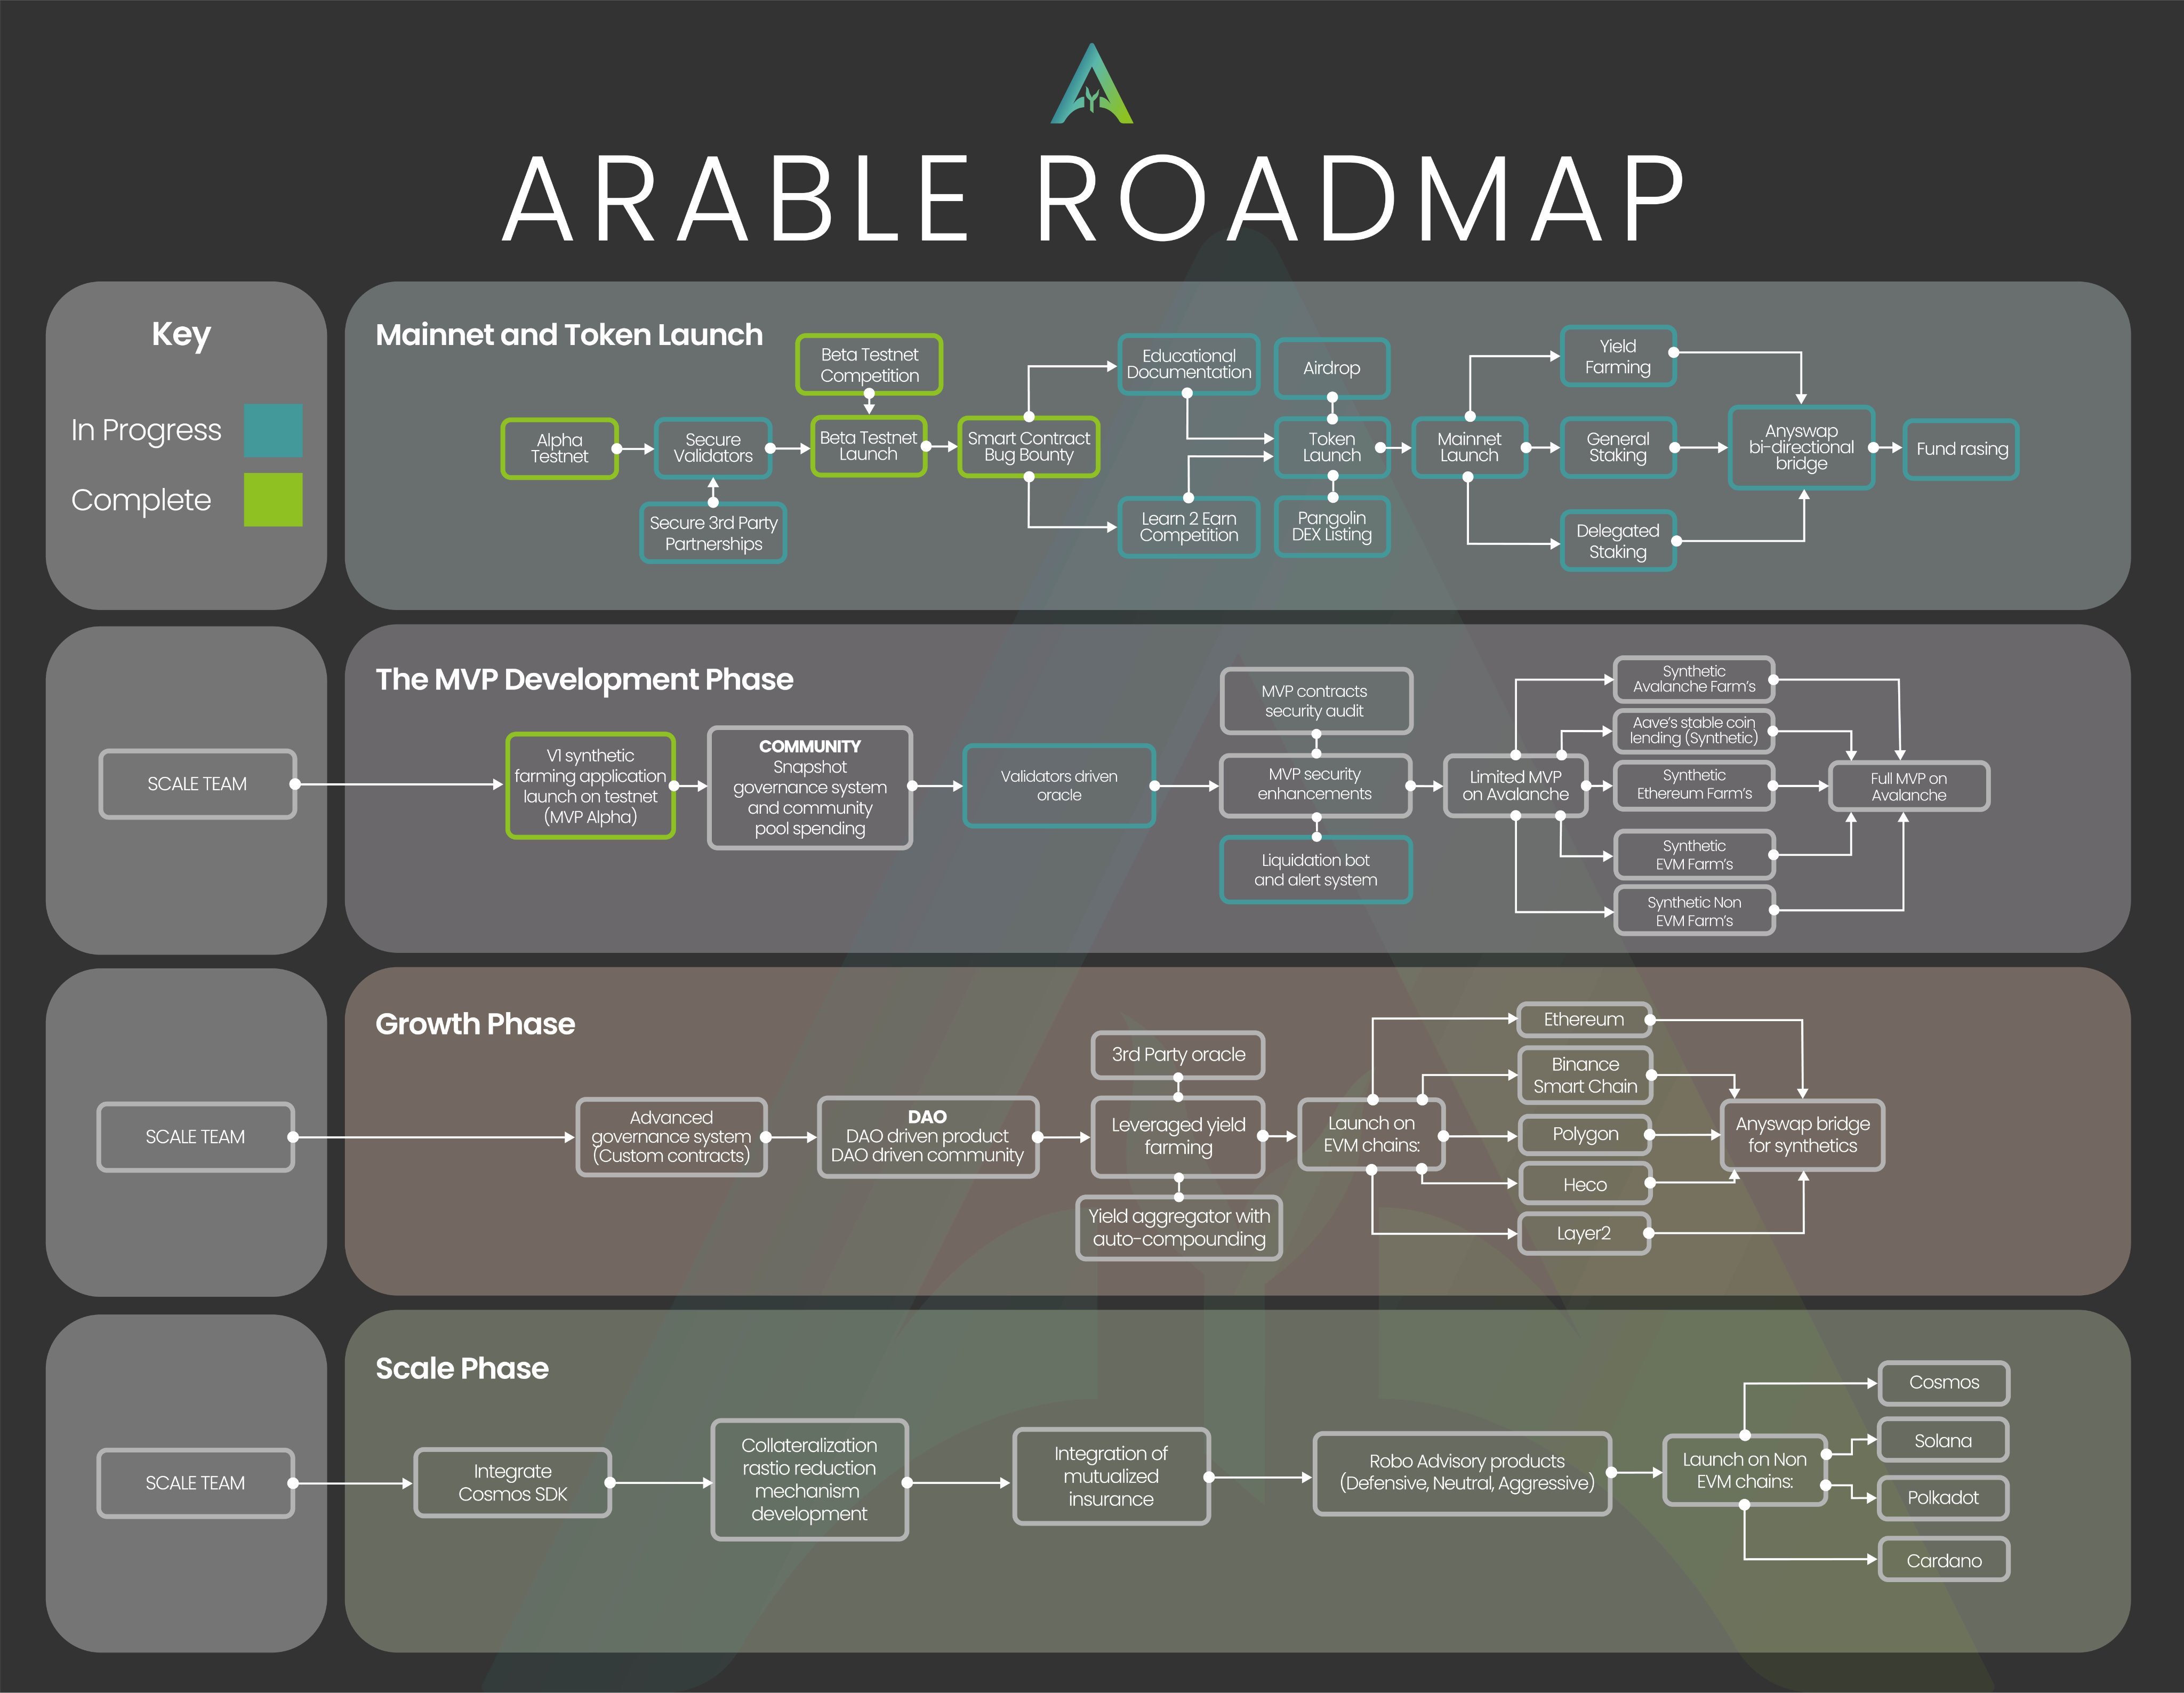 ARABLE ROADMAP
Key
In Progress
Complete
Mainnet and Token Launch
Alpha
Testnet
Secure
Validators
Secure 3rd Party
Partnerships
Beta Testnet
Competition
Beta Testnet
Launch
Smart Contract
Bug Bounty
Educational
Documentation
Learn 2 Earn
Competition
Airdrop
Token
Launch
Pangolin
DEX Listing
Mainnet
Launch
Yield
Farming
General
Staking
Delegated
Staking
Anyswap
bi-directional
bridge
Fund rasing
SCALE TEAM
The MVP Development Phase
V1 synthetic
farming application
launch on testnet
(MVP Alpha)
COMMUNITY
Snapshot
governance system
and community
pool spending
Validators driven
oracle
MVP contracts
security audit
MVP security
enhancements
Liquidation bot
and alert system
Limited MVP
on Avalanche
Synthetic
Avalanche Farm's
Aave's stable coin
lending (Synthetic)
Synthetic
Ethereum Farm's
Synthetic
EVM Farm's
Synthetic Non
EVM Farm's
Full MVP on
Avalanche
SCALE TEAM
Growth Phase
Advanced
governance system
(Custom contracts)
DAO
DAO driven product
DAO driven community
3rd Party oracle
Leveraged yield
farming
Yield aggregator with
auto-compounding
Launch on
EVM chains:
Ethereum
Binance
Smart Chain
Polygon
Heco
Layer2
Anyswap bridge
for synthetics
SCALE TEAM
Scale Phase
Integrate
Cosmos SDK
Collateralization
rastio reduction
mechanism
development
Integration of
mutualized
insurance
Robo Advisory products
(Defensive, Neutral, Aggressive)
Launch on Non
EVM chains:
Cosmos
Solana
Polkadot
Cardano